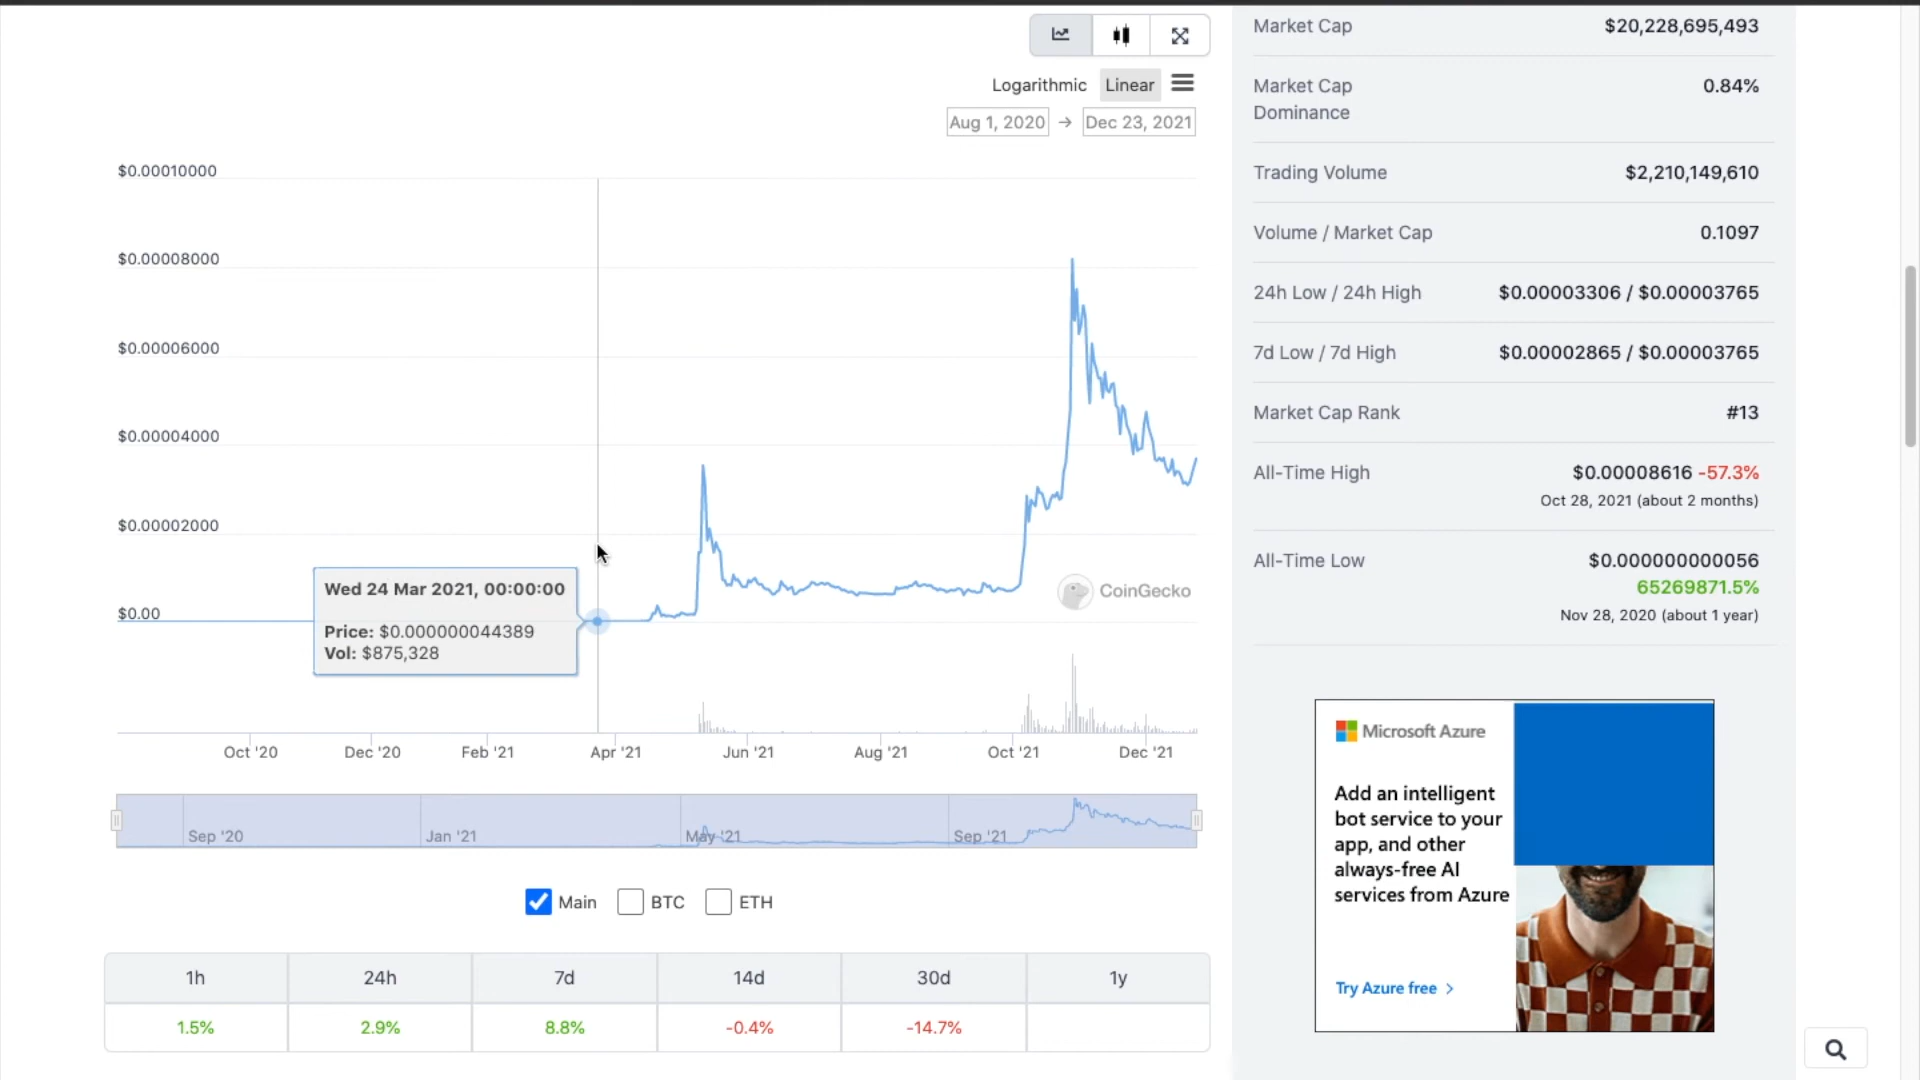 Logarithmic Linear
Aug 1, 2020 → Dec 23, 2021
$0.00010000
$0.00008000
$0.00006000
$0.00004000
$0.00002000
$0.00
Wed 24 Mar 2021, 00:00:00
Price: $0.000000044389
Vol: $875,328
CoinGecko
Oct '20 Dec '20 Feb '21 Apr '21 Jun '21 Aug '21 Oct '21 Dec '21
Sep '20 Jan '21 May '21 Sep '21
Main BTC ETH
1h 24h 7d 14d 30d 1y
1.5% 2.9% 8.8% -0.4% -14.7%
Market Cap $20,228,695,493
Market Cap 0.84%
Dominance
Trading Volume $2,210,149,610
Volume / Market Cap 0.1097
24h Low / 24h High $0.00003306 / $0.00003765
7d Low / 7d High $0.00002865 / $0.00003765
Market Cap Rank #13
All-Time High $0.00008616 -57.3%
Oct 28, 2021 (about 2 months)
All-Time Low $0.000000000056
65269871.5%
Nov 28, 2020 (about 1 year)
Microsoft Azure
Add an intelligent
bot service to your
app, and other
always-free AI
services from Azure
Try Azure free >